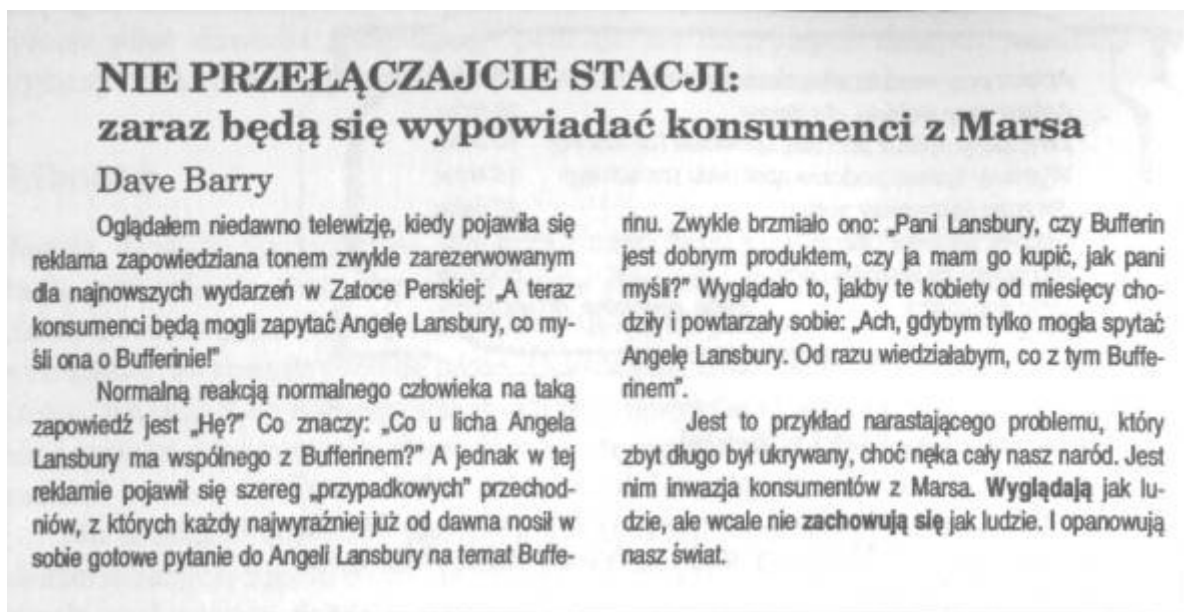 NIE PRZEŁĄCZAJCIE STACJI:
zaraz będą się wypowiadać konsumenci z Marsa
Dave Barry
Oglądałem niedawno telewizję, kiedy pojawiła się
reklama zapowiedziana tonem zwykle zarezerwowanym
dla najnowszych wydarzeń w Zatoce Perskiej: „A teraz
konsumenci będą mogli zapytać Angelę Lansbury, co my-
śli ona o Bufferinie!"
Normalną reakcją normalnego człowieka na taką
zapowiedź jest „Hę?" Co znaczy: „Co u licha Angela
Lansbury ma wspólnego z Bufferinem?" A jednak w tej
reklamie pojawił się szereg „przypadkowych" przechod-
niów, z których każdy najwyraźniej już od dawna nosił w
sobie gotowe pytanie do Angeli Lansbury na temat Buffe-
rinu. Zwykle brzmiało ono: „Pani Lansbury, czy Bufferin
jest dobrym produktem, czy ja mam go kupić, jak pani
myśli?" Wyglądało to, jakby te kobiety od miesięcy cho-
dziły i powtarzały sobie: „Ach, gdybym tylko mogła spytać
Angelę Lansbury. Od razu wiedziałabym, co z tym Buffe-
rinem".
Jest to przykład narastającego problemu, który
zbyt długo był ukrywany, choć nęka cały nasz naród. Jest
nim inwazja konsumentów z Marsa. Wyglądają jak lu-
dzie, ale wcale nie zachowują się jak ludzie. I opanowują
nasz świat.